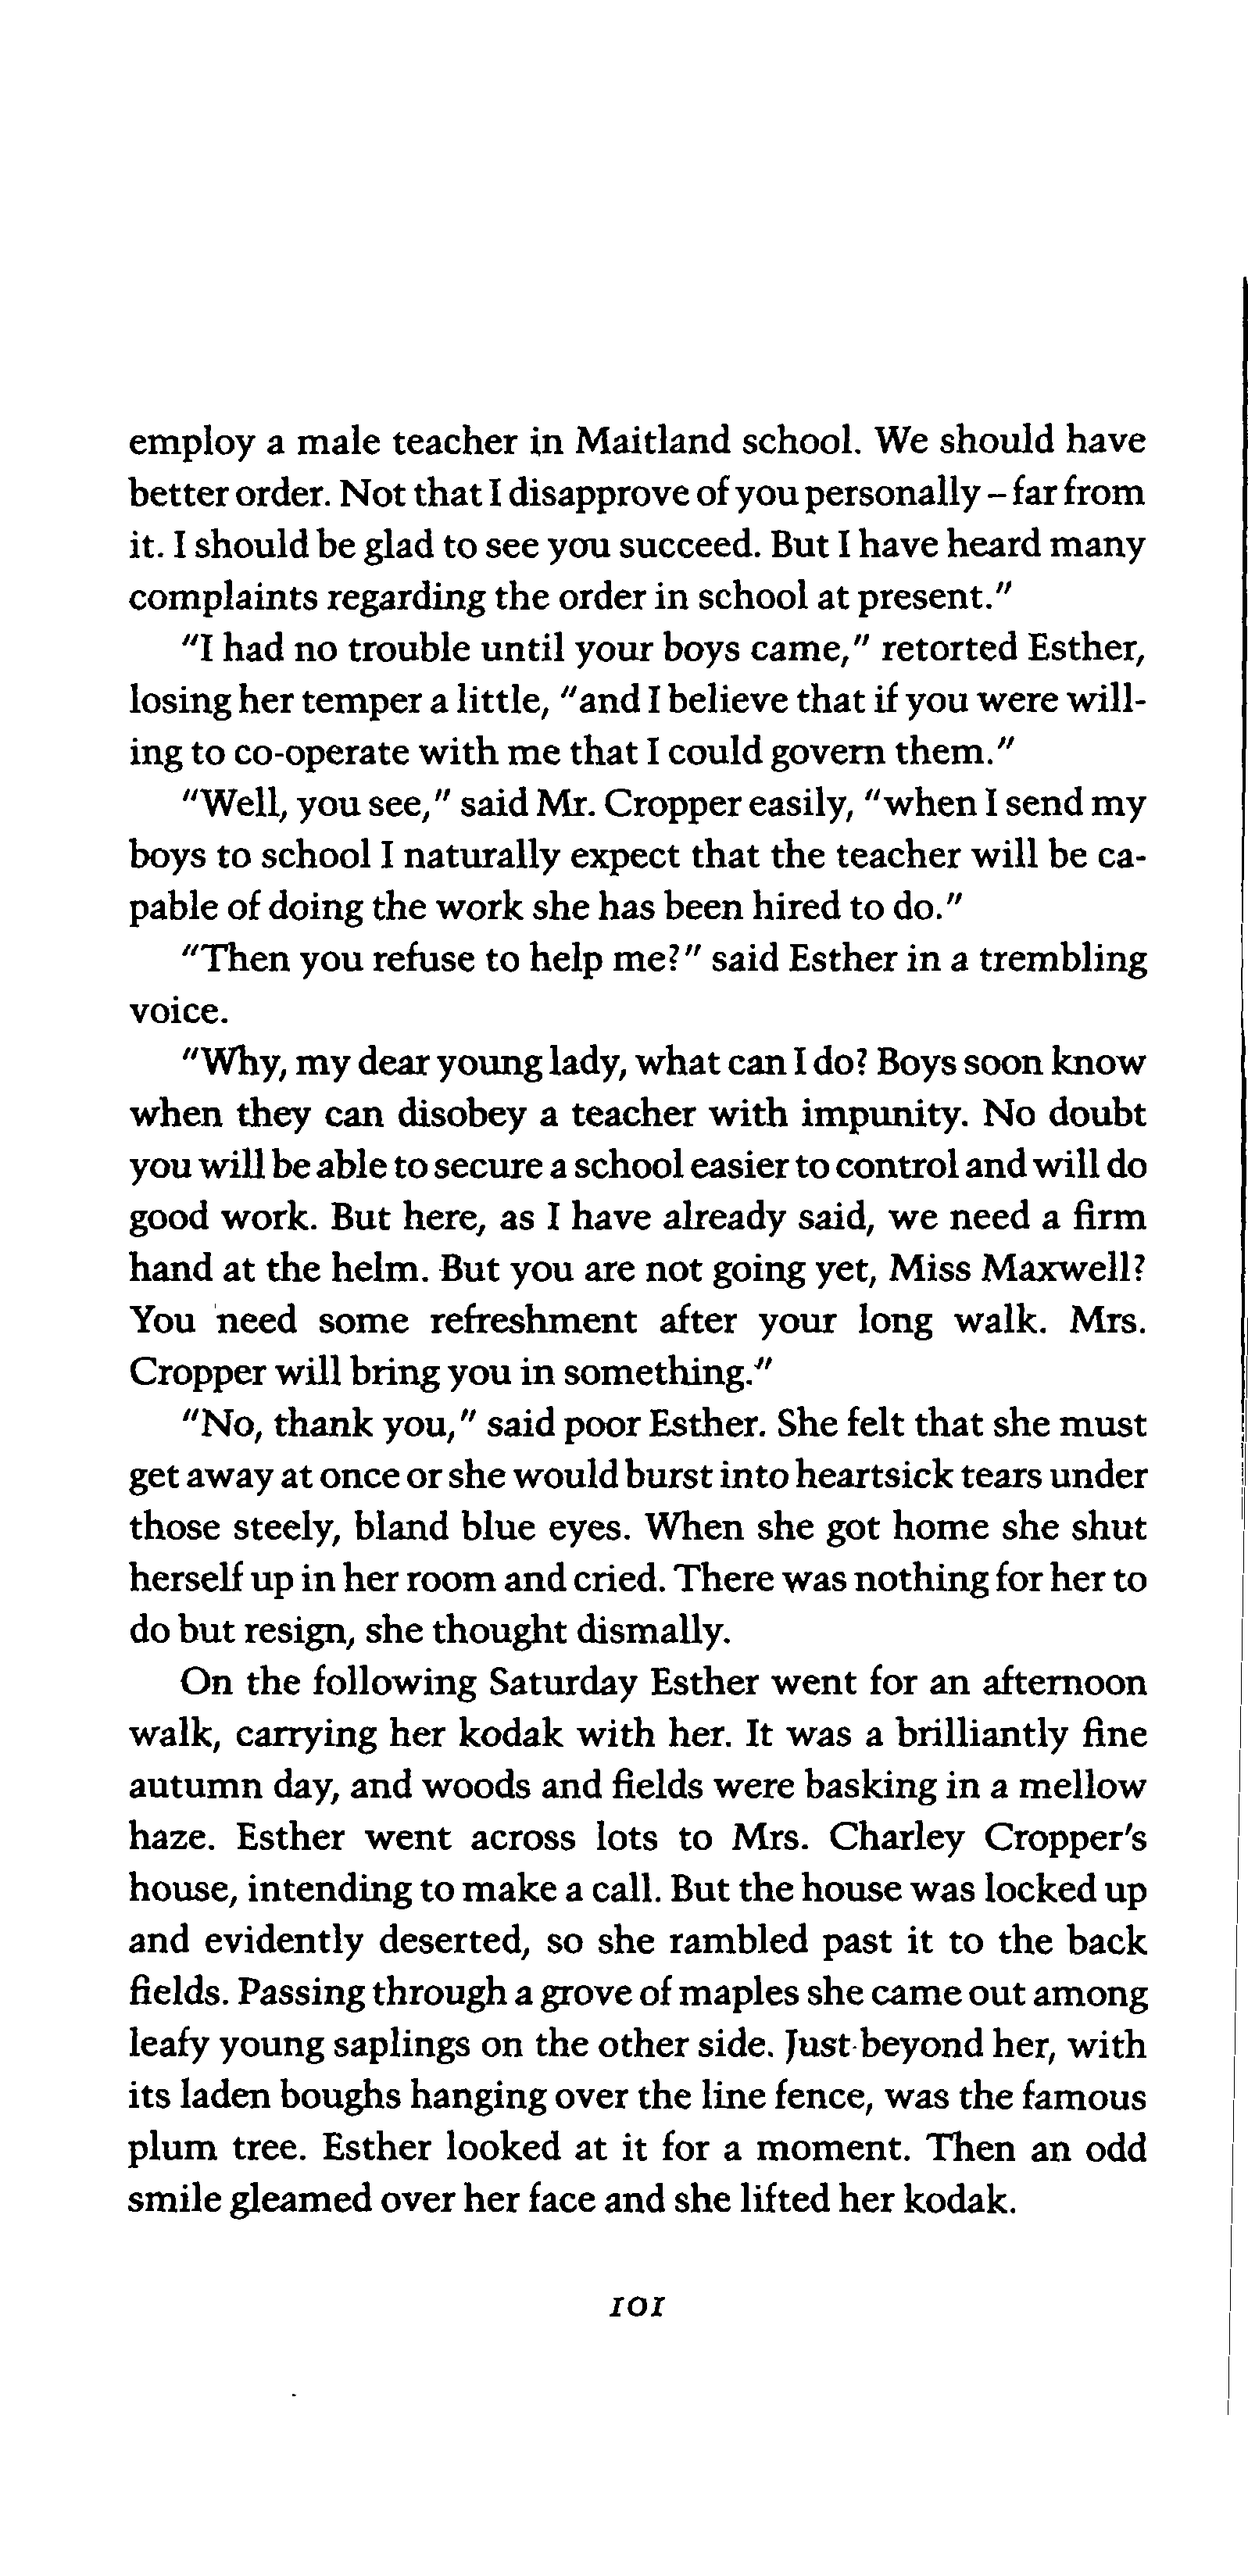 employ a male teacher in Maitland school. We should have
better order. Not that I disapprove of you personally – far from
it. I should be glad to see you succeed. But I have heard many
complaints regarding the order in school at present."
"I had no trouble until your boys came," retorted Esther,
losing her temper a little, "and I believe that if you were will-
ing to co-operate with me that I could govern them."
"Well, you see," said Mr. Cropper easily, "when I send my
boys to school I naturally expect that the teacher will be ca-
pable of doing the work she has been hired to do."
"Then you refuse to help me?" said Esther in a trembling
voice.
"Why, my dear young lady, what can I do? Boys soon know
when they can disobey a teacher with impunity. No doubt
you will be able to secure a school easier to control and will do
good work. But here, as I have already said, we need a firm
hand at the helm. But you are not going yet, Miss Maxwell?
You need some refreshment after your long walk. Mrs.
Cropper will bring you in something."
"No, thank you," said poor Esther. She felt that she must
get away at once or she would burst into heartsick tears under
those steely, bland blue eyes. When she got home she shut
herself up in her room and cried. There was nothing for her to
do but resign, she thought dismally.
On the following Saturday Esther went for an afternoon
walk, carrying her kodak with her. It was a brilliantly fine
autumn day, and woods and fields were basking in a mellow
haze. Esther went across lots to Mrs. Charley Cropper's
house, intending to make a call. But the house was locked up
and evidently deserted, so she rambled past it to the back
fields. Passing through a grove of maples she came out among
leafy young saplings on the other side. Just beyond her, with
its laden boughs hanging over the line fence, was the famous
plum tree. Esther looked at it for a moment. Then an odd
smile gleamed over her face and she lifted her kodak.
101